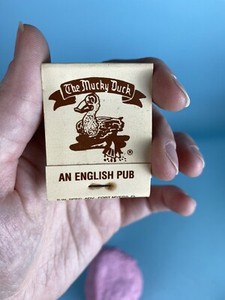 The Mucky Duck
®
AN ENGLISH PUB